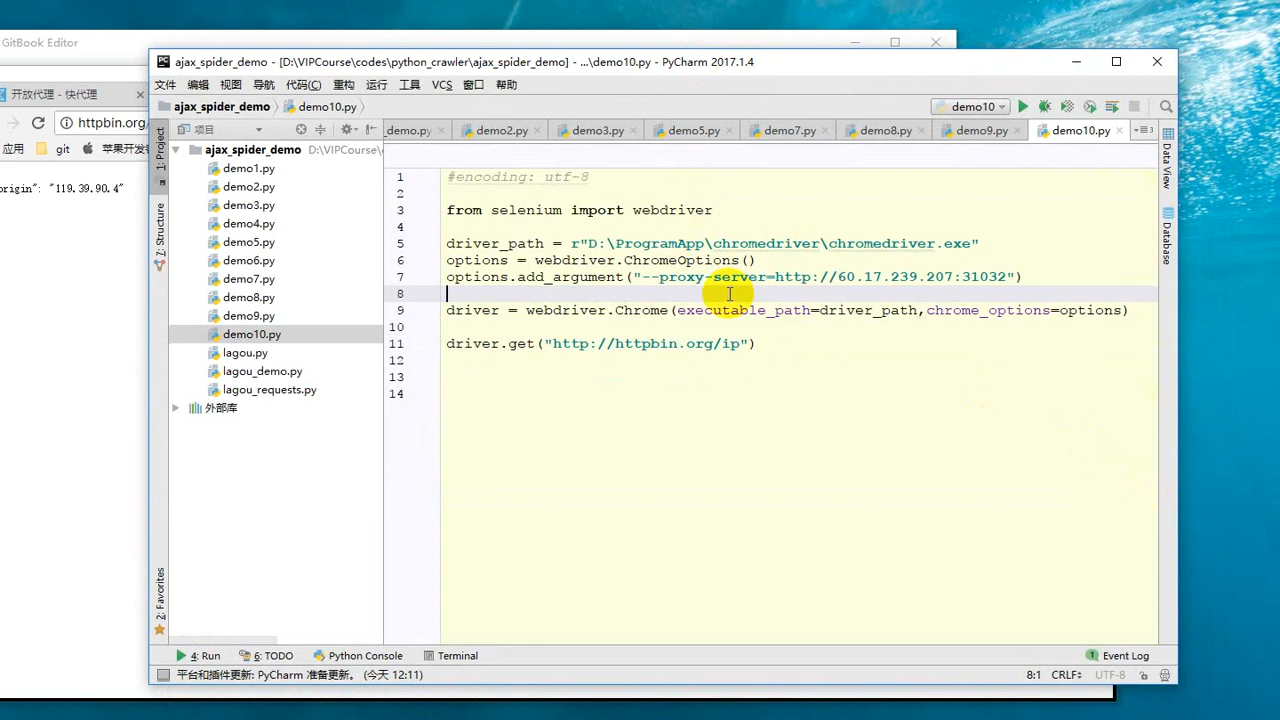 GitBook Editor
开放代理 - 快代理
httpbin.org/
应用
git
苹果开发
origin": "119.39.90.4"
ajax_spider_demo - [D:\VIPCourse\codes\python_crawler\ajax_spider_demo] - ...\demo10.py - PyCharm 2017.1.4
文件 编辑 视图 导航 代码(C) 重构 运行 工具 VCS 窗口 帮助
ajax_spider_demo demo10.py
demo10
项目
_demo.py demo2.py demo3.py demo5.py demo7.py demo8.py demo9.py demo10.py
1: Project
7: Structure
2: Favorites
ajax_spider_demo D:\VIPCourse\
demo1.py
demo2.py
demo3.py
demo4.py
demo5.py
demo6.py
demo7.py
demo8.py
demo9.py
demo10.py
lagou.py
lagou_demo.py
lagou_requests.py
外部库
1 #encoding: utf-8
2
3 from selenium import webdriver
4
5 driver_path = r"D:\ProgramApp\chromedriver\chromedriver.exe"
6 options = webdriver.ChromeOptions()
7 options.add_argument("--proxy-server=http://60.17.239.207:31032")
8
9 driver = webdriver.Chrome(executable_path=driver_path,chrome_options=options)
10
11 driver.get("http://httpbin.org/ip")
12
13
14
Data View
Database
4: Run 6: TODO Python Console Terminal
1 Event Log
平台和插件更新: PyCharm 准备更新。 (今天 12:11)
8:1 CRLF UTF-8